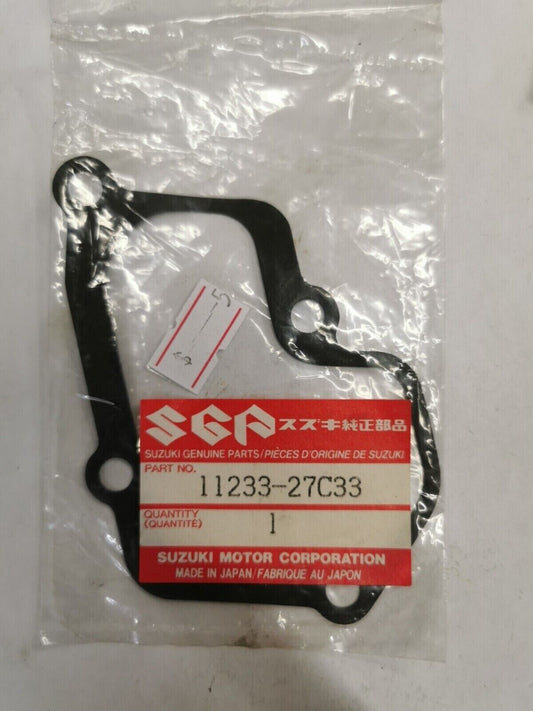 $ - 5
SGP スズキ純正部品
SUZUKI GENUINE PARTS/PIÈCES D'ORIGINE DE SUZUKI
PART NO. 11233-27C33
QUANTITY
(QUANTITÉ) 1
SUZUKI MOTOR CORPORATION
MADE IN JAPAN/FABRIQUE AU JAPON